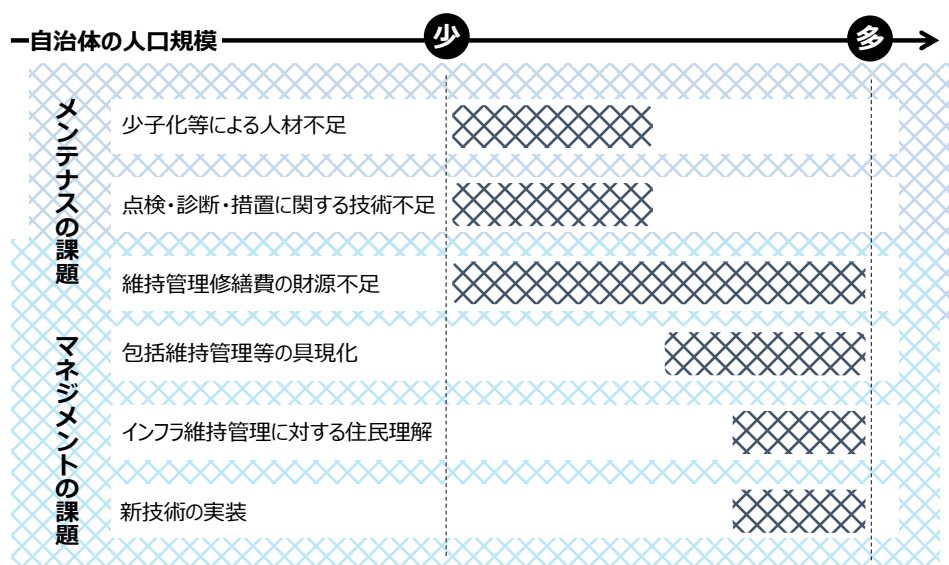 自治体の人口規模
少
多
メンテナスの課題
少子化等による人材不足
点検・診断・措置に関する技術不足
維持管理修繕費の財源不足
マネジメントの課題
包括維持管理等の具現化
インフラ維持管理に対する住民理解
新技術の実装